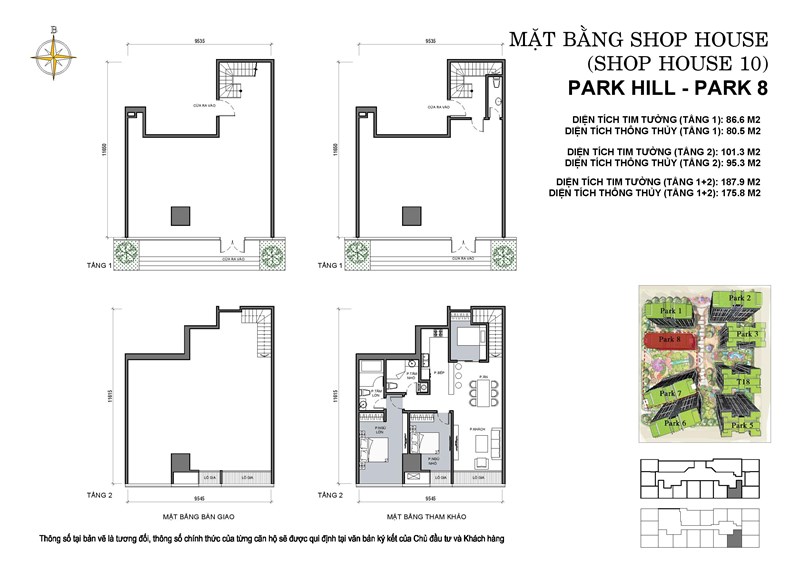 MẶT BẰNG SHOP HOUSE
(SHOP HOUSE 10)
PARK HILL - PARK 8
DIỆN TÍCH TIM TƯỜNG (TẦNG 1): 86.6 M2
DIỆN TÍCH THÔNG THỦY (TẦNG 1): 80.5 M2
DIỆN TÍCH TIM TƯỜNG (TẦNG 2): 101.3 M2
DIỆN TÍCH THÔNG THỦY (TẦNG 2): 95.3 M2
DIỆN TÍCH TIM TƯỜNG (TẦNG 1+2): 187.9 M2
DIỆN TÍCH THÔNG THỦY (TẦNG 1+2): 175.8 M2
9535
CỬA RA VÀO
11650
CỬA RA VÀO
TẦNG 1
9535
CỬA RA VÀO
11650
CỬA RA VÀO
TẦNG 1
11815
LÔ GIA
LÔ GIA
TẦNG 2
9545
MẶT BẰNG BÀN GIAO
11815
P.BẾP
P.TẮM NHỎ
P.ĂN
P.TẮM LỚN
P.NGỦ LỚN
P.NGỦ NHỎ
P.KHÁCH
LÔ GIA
LÔ GIA
TẦNG 2
9545
MẶT BẰNG THAM KHẢO
Park 2
Park 1
Park 3
Park 8
T18
Park 7
Park 6
Park 5
Thông số tại bản vẽ là tương đối, thông số chính thức của từng căn hộ sẽ được qui định tại văn bản ký kết của Chủ đầu tư và Khách hàng